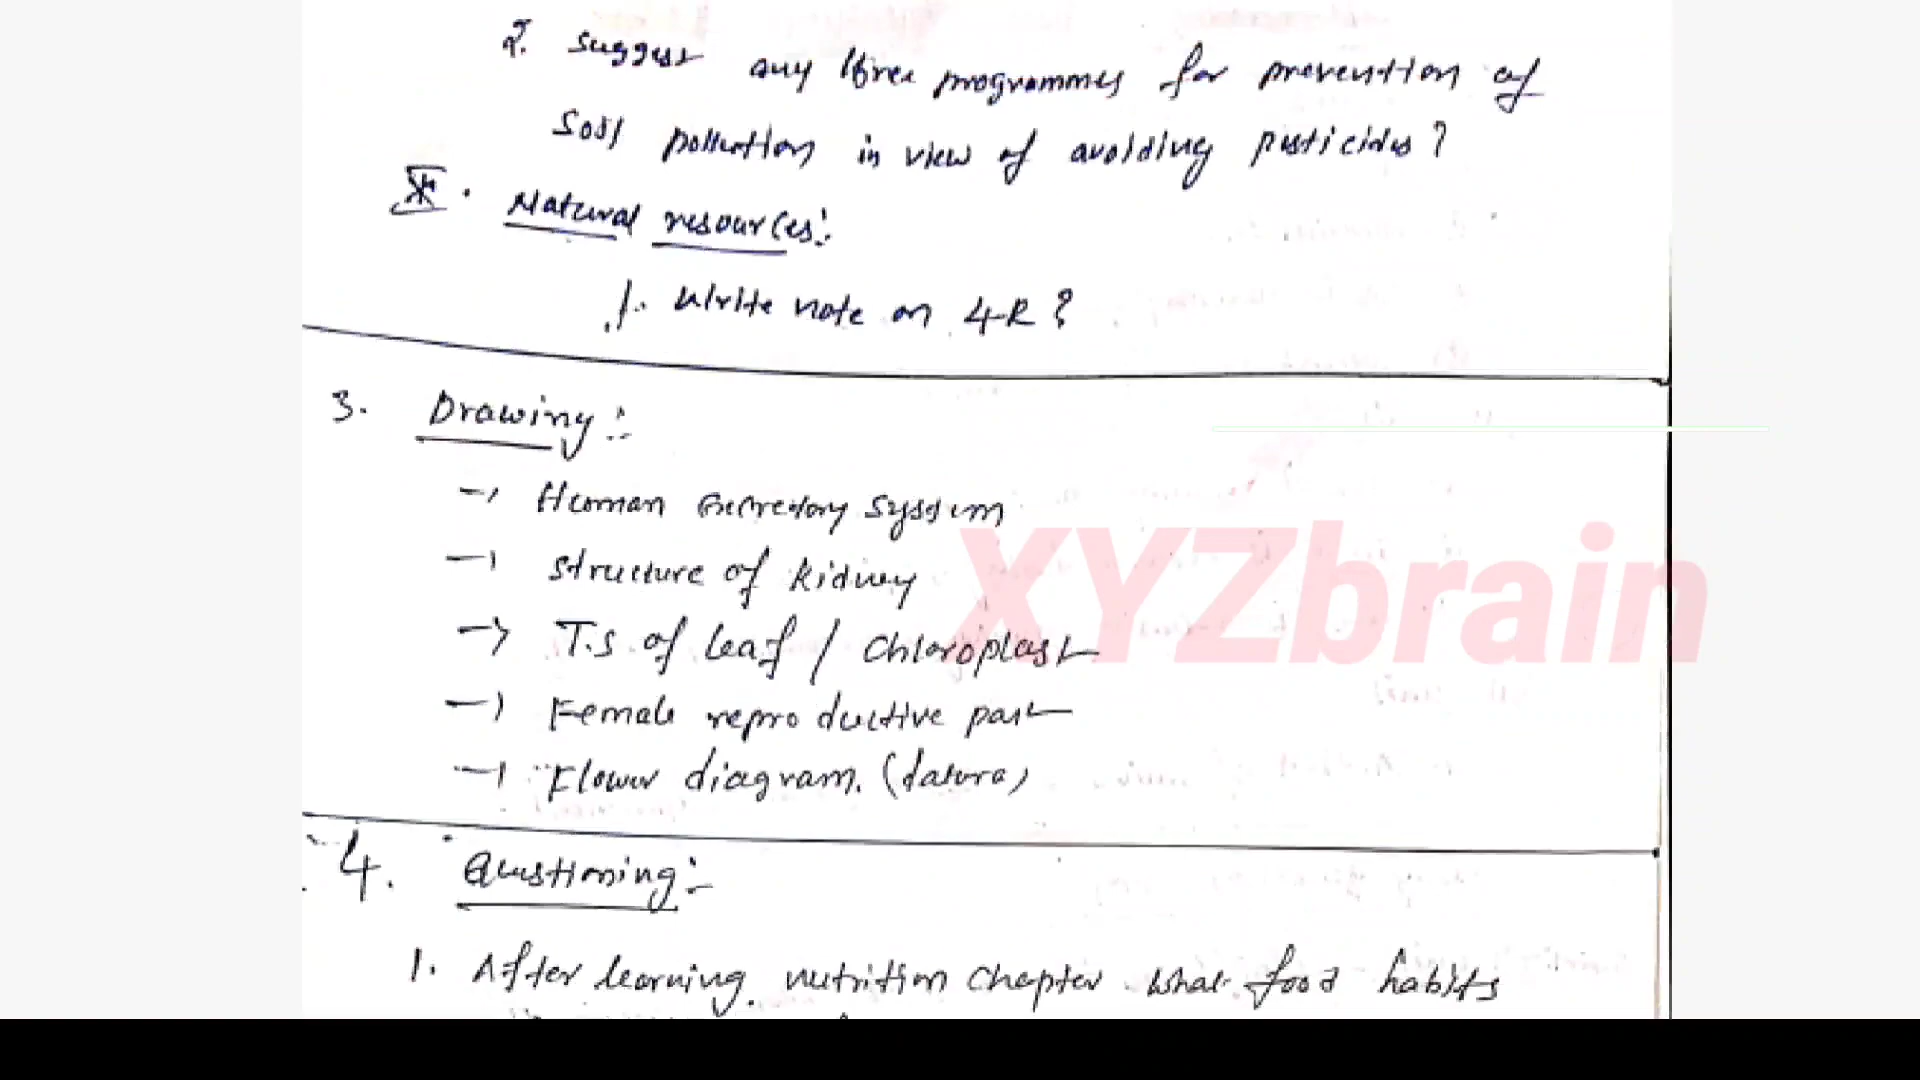 2. suggest any three programmes for prevention of
Soil pollution in view of avoiding pesticides?
X. Natural resources:
1. Write note on 4-R?
3. Drawing:-
→ Human Excretory system
→ structure of kidney
→ T.S of leaf / Chloroplast
→ Female reproductive part
→ Flower diagram. (datura)
XYZbrain
4. Questioning:-
1. After learning nutrition chapter what food habits